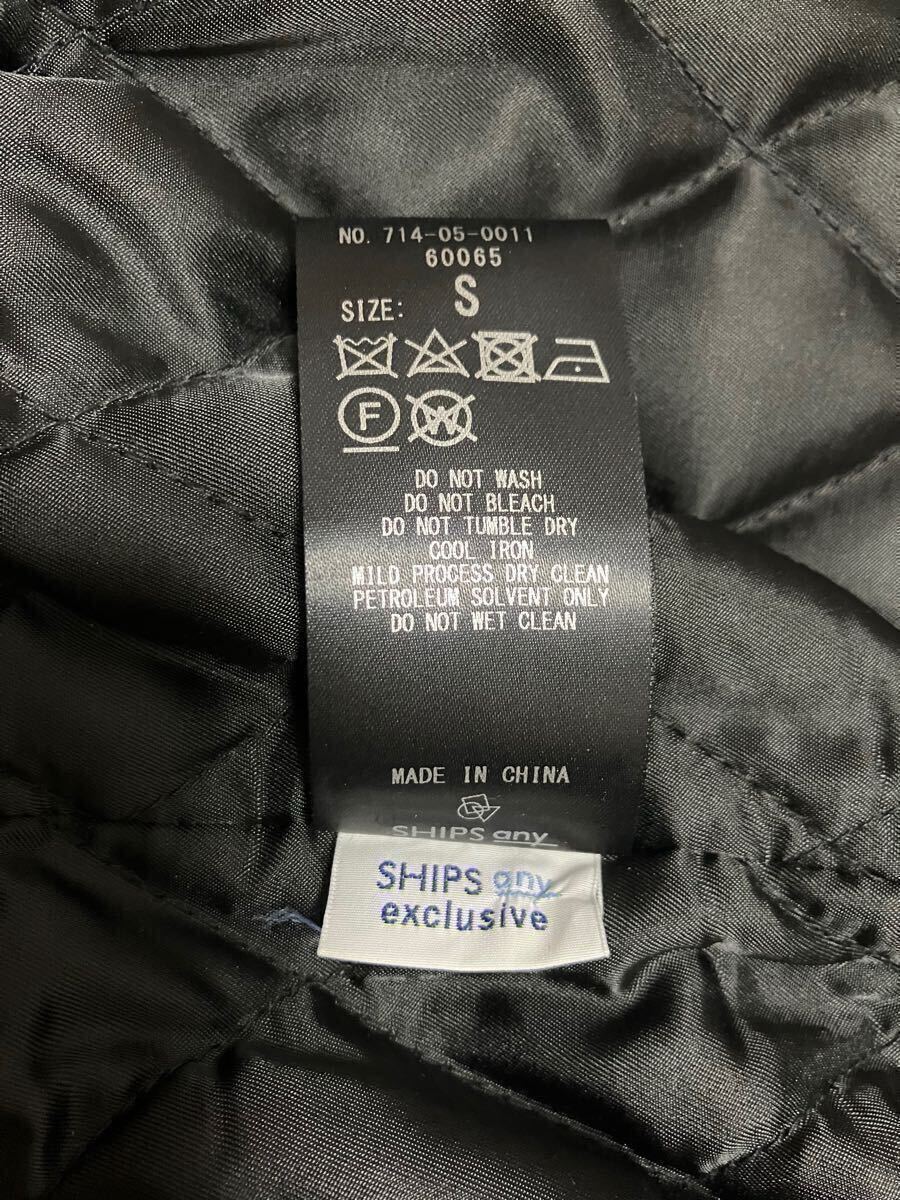 NO. 714-05-0011
60065
SIZE: S
F
W
DO NOT WASH
DO NOT BLEACH
DO NOT TUMBLE DRY
COOL IRON
MILD PROCESS DRY CLEAN
PETROLEUM SOLVENT ONLY
DO NOT WET CLEAN
MADE IN CHINA
SHIPS any
SHIPS any
exclusive